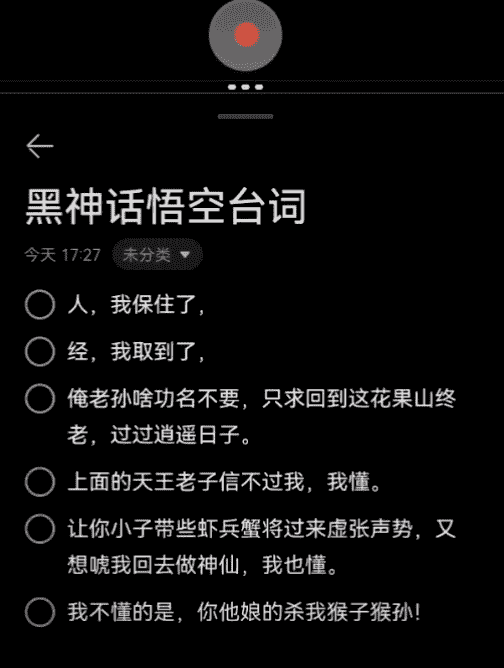 黑神话悟空台词
今天 17:27 未分类
人，我保住了，
经，我取到了，
俺老孙啥功名不要，只求回到这花果山终
老，过过逍遥日子。
上面的天王老子信不过我，我懂。
让你小子带些虾兵蟹将过来虚张声势，又
想唬我回去做神仙，我也懂。
我不懂的是，你他娘的杀我猴子猴孙!